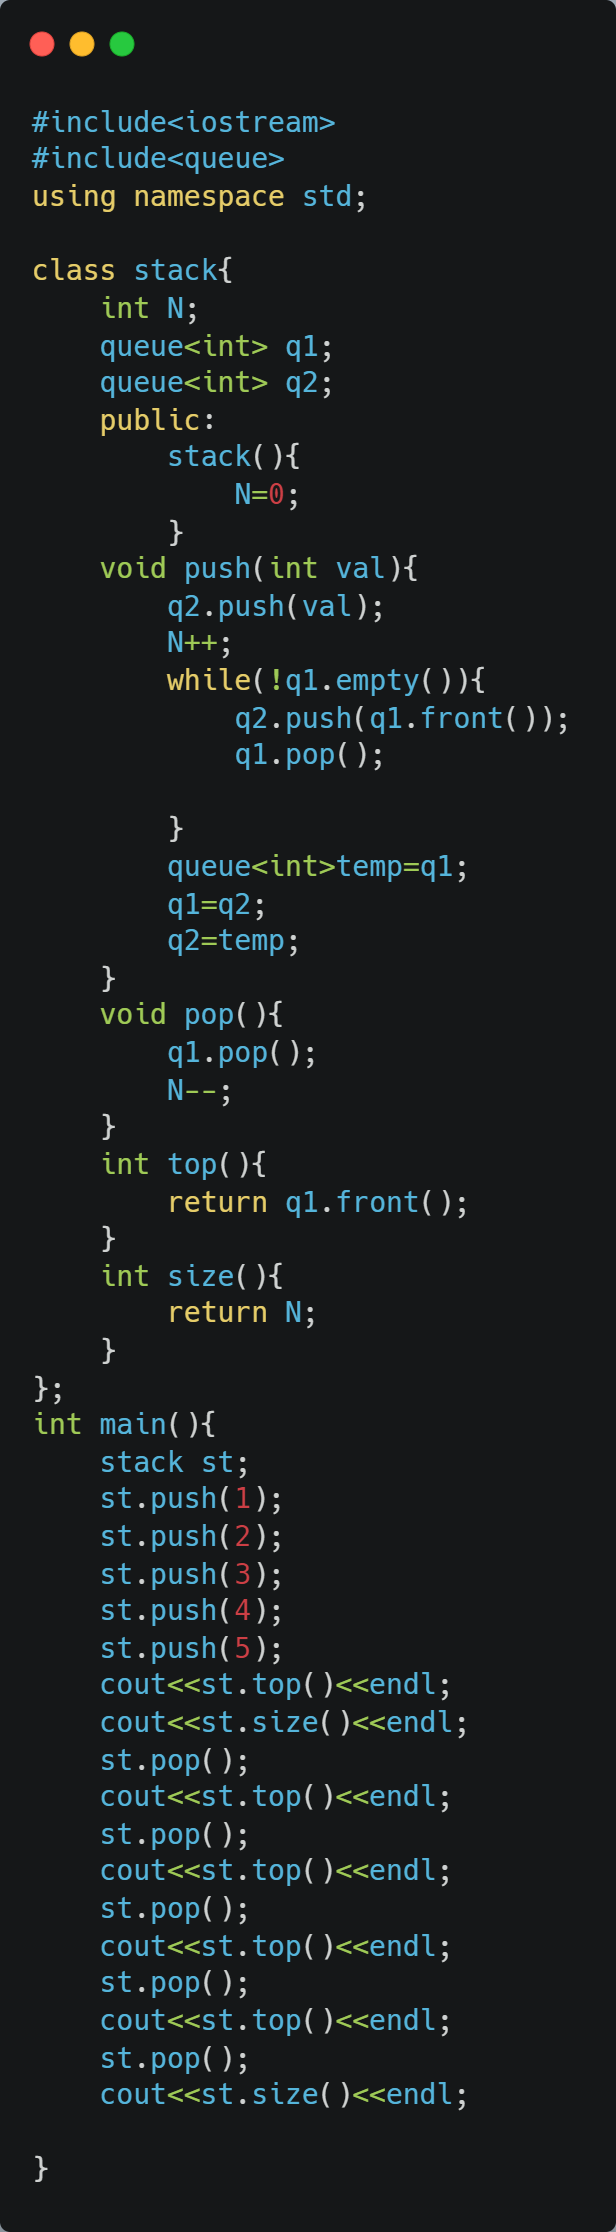 #include<iostream>
#include<queue>
using namespace std;

class stack{
    int N;
    queue<int> q1;
    queue<int> q2;
    public:
        stack(){
            N=0;
        }
    void push(int val){
        q2.push(val);
        N++;
        while(!q1.empty()){
            q2.push(q1.front());
            q1.pop();

        }
        queue<int>temp=q1;
        q1=q2;
        q2=temp;
    }
    void pop(){
        q1.pop();
        N--;
    }
    int top(){
        return q1.front();
    }
    int size(){
        return N;
    }
};
int main(){
    stack st;
    st.push(1);
    st.push(2);
    st.push(3);
    st.push(4);
    st.push(5);
    cout<<st.top()<<endl;
    cout<<st.size()<<endl;
    st.pop();
    cout<<st.top()<<endl;
    st.pop();
    cout<<st.top()<<endl;
    st.pop();
    cout<<st.top()<<endl;
    st.pop();
    cout<<st.top()<<endl;
    st.pop();
    cout<<st.size()<<endl;

}